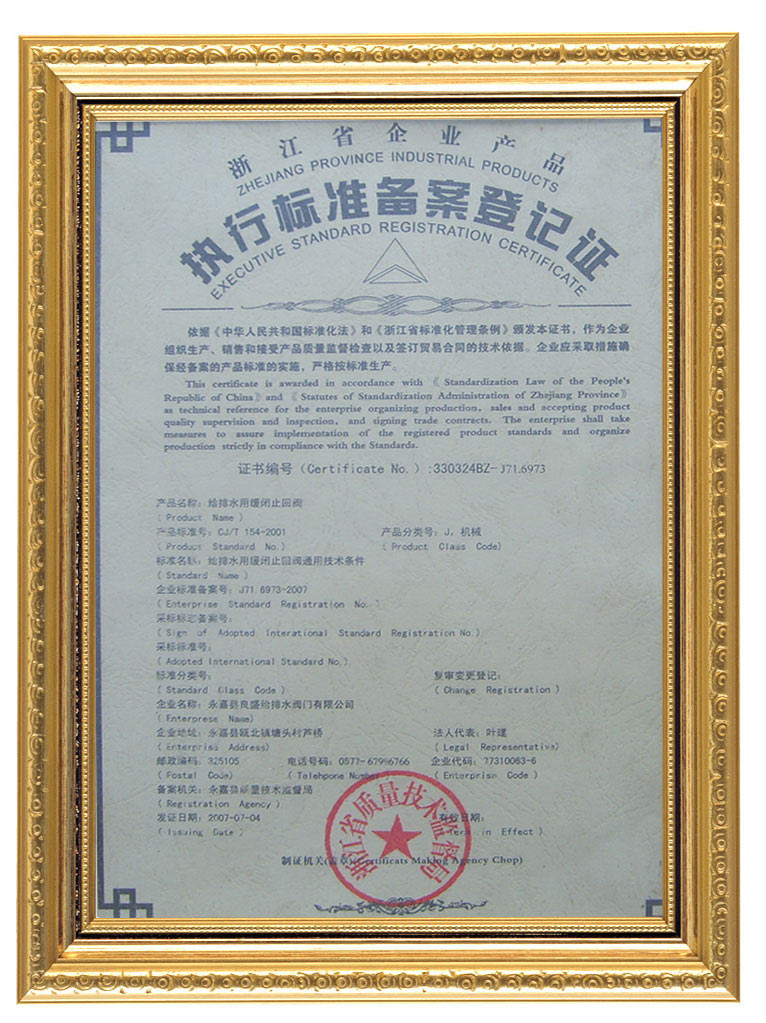 浙江省企业产品
ZHEJIANG PROVINCE INDUSTRIAL PRODUCTS
执行标准备案登记证
EXECUTIVE STANDARD REGISTRATION CERTIFICATE
依据《中华人民共和国标准化法》和《浙江省标准化管理条例》颁发本证书，作为企业
组织生产、销售和接受产品质量监督检查以及签订贸易合同的技术依据。企业应采取措施确
保经备案的产品标准的实施，严格按标准生产。
This certificate is awarded in accordance with 《 Standardization Law of the People's
Republic of China》 and 《 Statutes of Standardization Administration of Zhejiang Province》
as technical reference for the enterprise organizing production, sales and accepting product
quality supervision and inspection, and signing trade contracts. The enterprise shall take
measures to assure implementation of the registered product standards and organize
production strictly in compliance with the Standards.
证书编号（Certificate No.）:330324BZ-J71.6973
产品名称：给排水用缓闭止回阀
( Product Name )
产品标准号：CJ/T 154-2001 产品分类号：J，机械
( Product Standard No.) ( Product Class Code)
标准名称：给排水用缓闭止回阀通用技术条件
( Standard Name )
企业标准备案号：J71 6973-2007
( Enterprise Standard Registration No. )
采标标志备案号：
( Sign of Adopted Interational Standard Registration No.)
采标标准号：
( Adopted International Standard No.)
标准分类号： 复审变更登记：
( Standard Class Code ) ( Change Registration )
企业名称：永嘉县良盛给排水阀门有限公司
( Enterprese Name)
企业地址：永嘉县瓯北镇塘头村芦桥 法人代表：叶建
( Enterpriss Address) ( Legal Representative)
邮政编码：325105 电话号码：0577-67996766 企业代码：77310063-6
( Postal Code) ( Telehpone Number ( Enterprise Code )
备案机关：永嘉县质量技术监督局
( Registration Agency )
发证日期：2007-07-04 有效日期：
( Issuing Date ) Term in Effect )
制证机关(盖章)(Certificats Making Agency Chop)
浙江省质量技术监督局